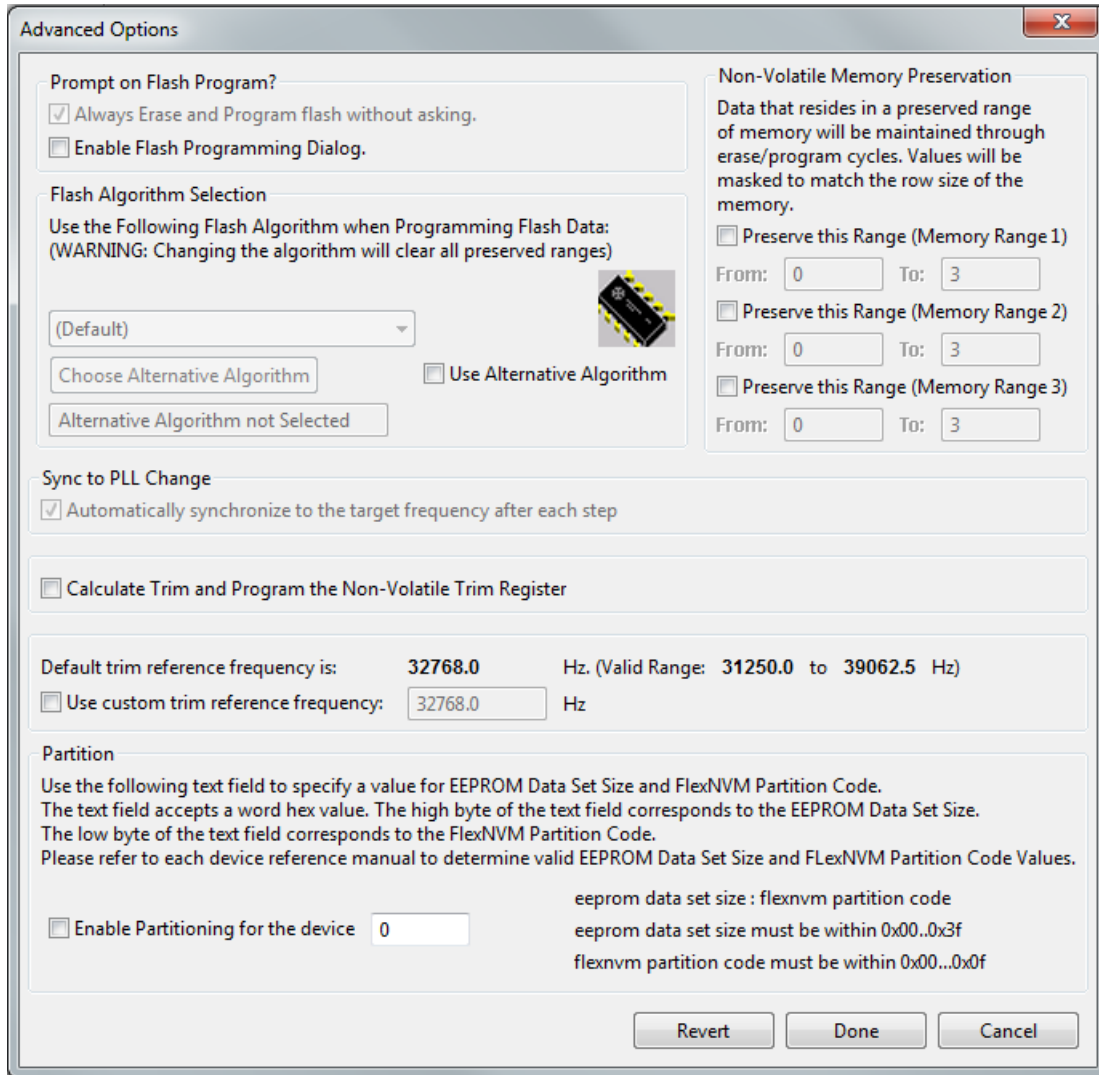 Advanced Options
Prompt on Flash Program?
Always Erase and Program flash without asking.
Enable Flash Programming Dialog.
Flash Algorithm Selection
Use the Following Flash Algorithm when Programming Flash Data:
(WARNING: Changing the algorithm will clear all preserved ranges)
(Default)
Choose Alternative Algorithm
Use Alternative Algorithm
Alternative Algorithm not Selected
Non-Volatile Memory Preservation
Data that resides in a preserved range
of memory will be maintained through
erase/program cycles. Values will be
masked to match the row size of the
memory.
Preserve this Range (Memory Range 1)
From: 0 To: 3
Preserve this Range (Memory Range 2)
From: 0 To: 3
Preserve this Range (Memory Range 3)
From: 0 To: 3
Sync to PLL Change
Automatically synchronize to the target frequency after each step
Calculate Trim and Program the Non-Volatile Trim Register
Default trim reference frequency is: 32768.0 Hz. (Valid Range: 31250.0 to 39062.5 Hz)
Use custom trim reference frequency: 32768.0 Hz
Partition
Use the following text field to specify a value for EEPROM Data Set Size and FlexNVM Partition Code.
The text field accepts a word hex value. The high byte of the text field corresponds to the EEPROM Data Set Size.
The low byte of the text field corresponds to the FlexNVM Partition Code.
Please refer to each device reference manual to determine valid EEPROM Data Set Size and FLexNVM Partition Code Values.
eeprom data set size : flexnvm partition code
Enable Partitioning for the device 0
eeprom data set size must be within 0x00..0x3f
flexnvm partition code must be within 0x00...0x0f
Revert Done Cancel